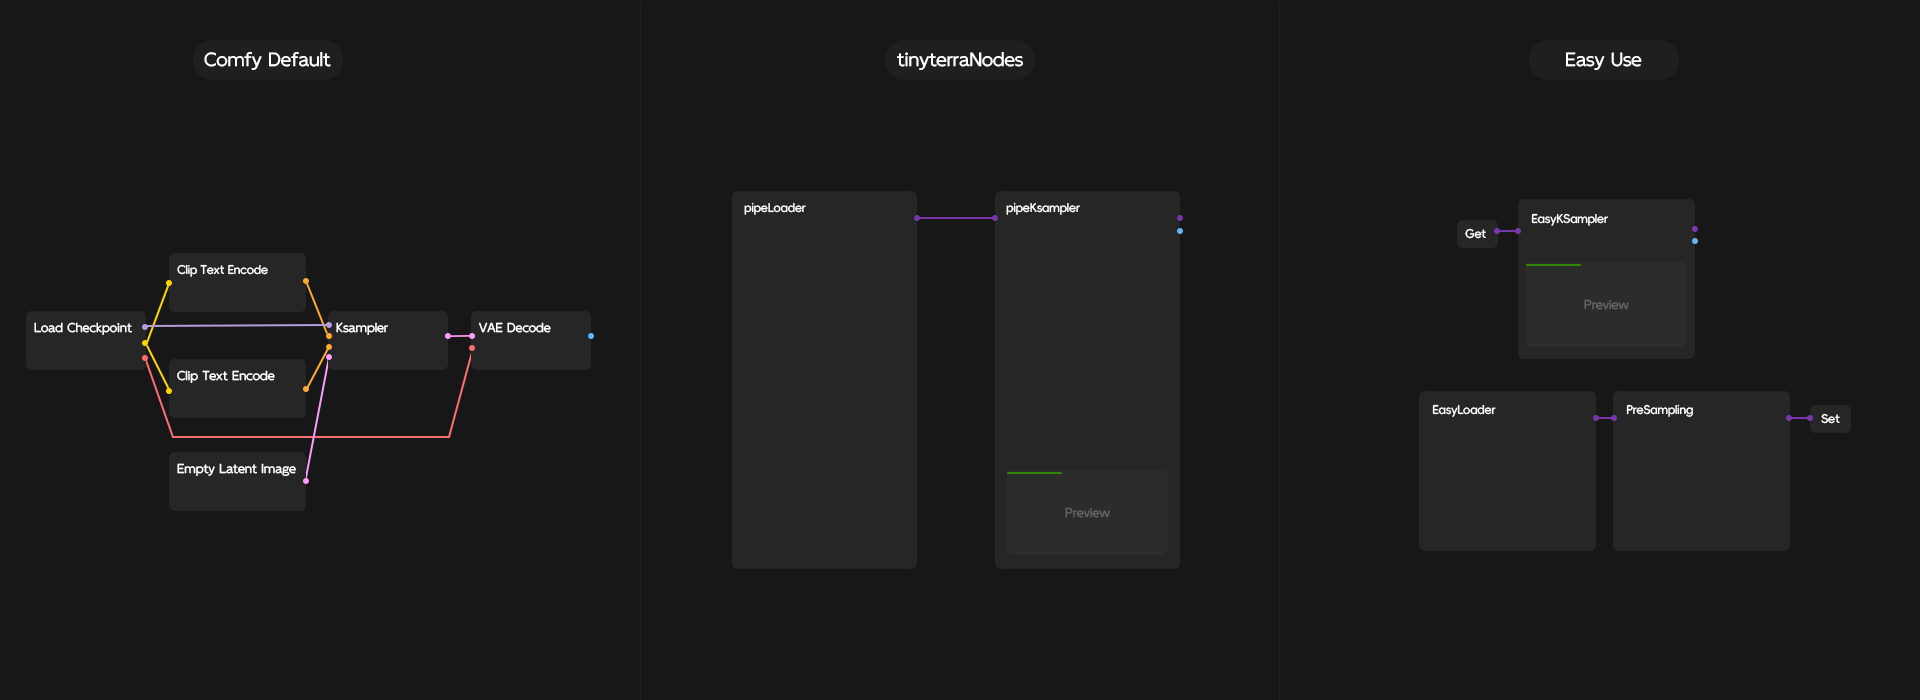 Comfy Default
Clip Text Encode
Load Checkpoint
Ksampler
VAE Decode
Clip Text Encode
Empty Latent Image
tinyterraNodes
pipeLoader
pipeKsampler
Preview
Easy Use
Get
EasyKSampler
Preview
EasyLoader
PreSampling
Set